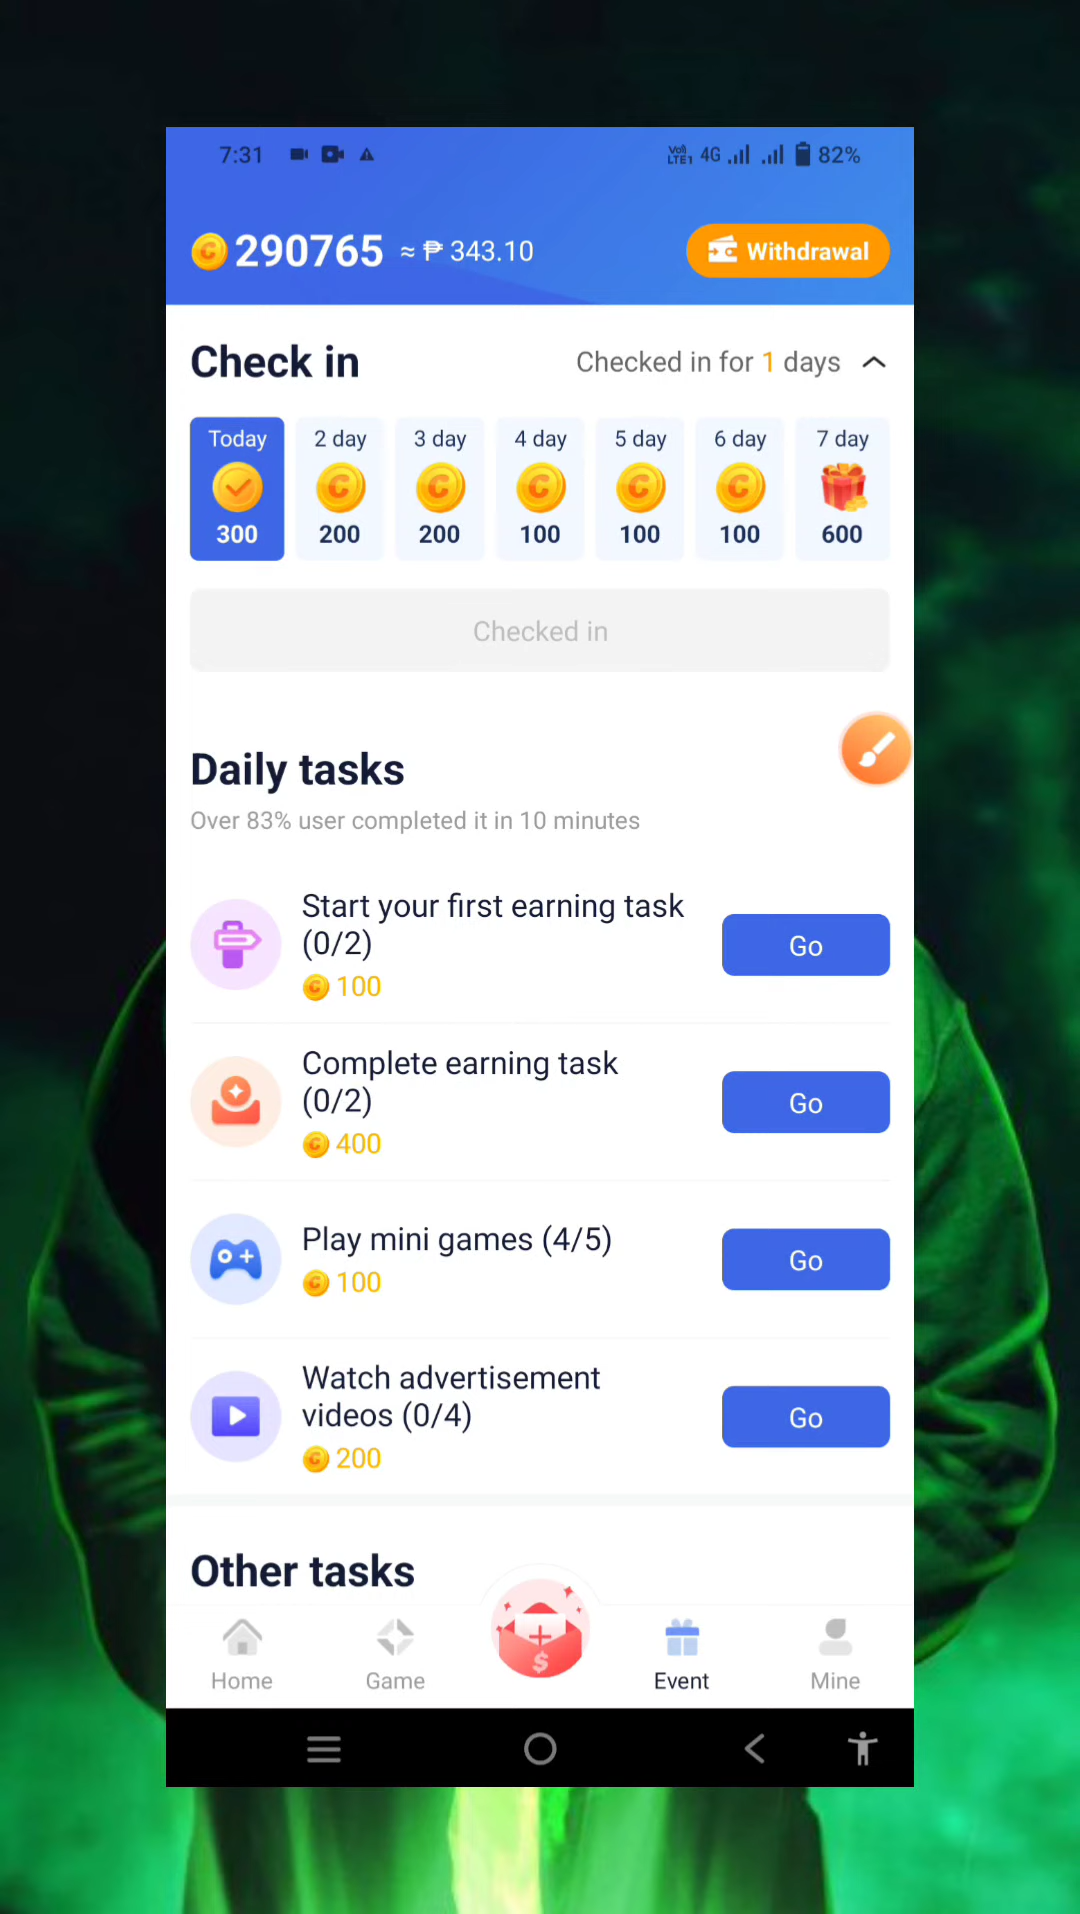 7:31 VoLTE1 4G 82%
290765 ≈ ₱ 343.10 Withdrawal
Check in Checked in for 1 days
Today 2 day 3 day 4 day 5 day 6 day 7 day
300 200 200 100 100 100 600
Checked in
Daily tasks
Over 83% user completed it in 10 minutes
Start your first earning task
(0/2) Go
100
Complete earning task
(0/2) Go
400
Play mini games (4/5) Go
100
Watch advertisement
videos (0/4) Go
200
Other tasks
Home Game Event Mine